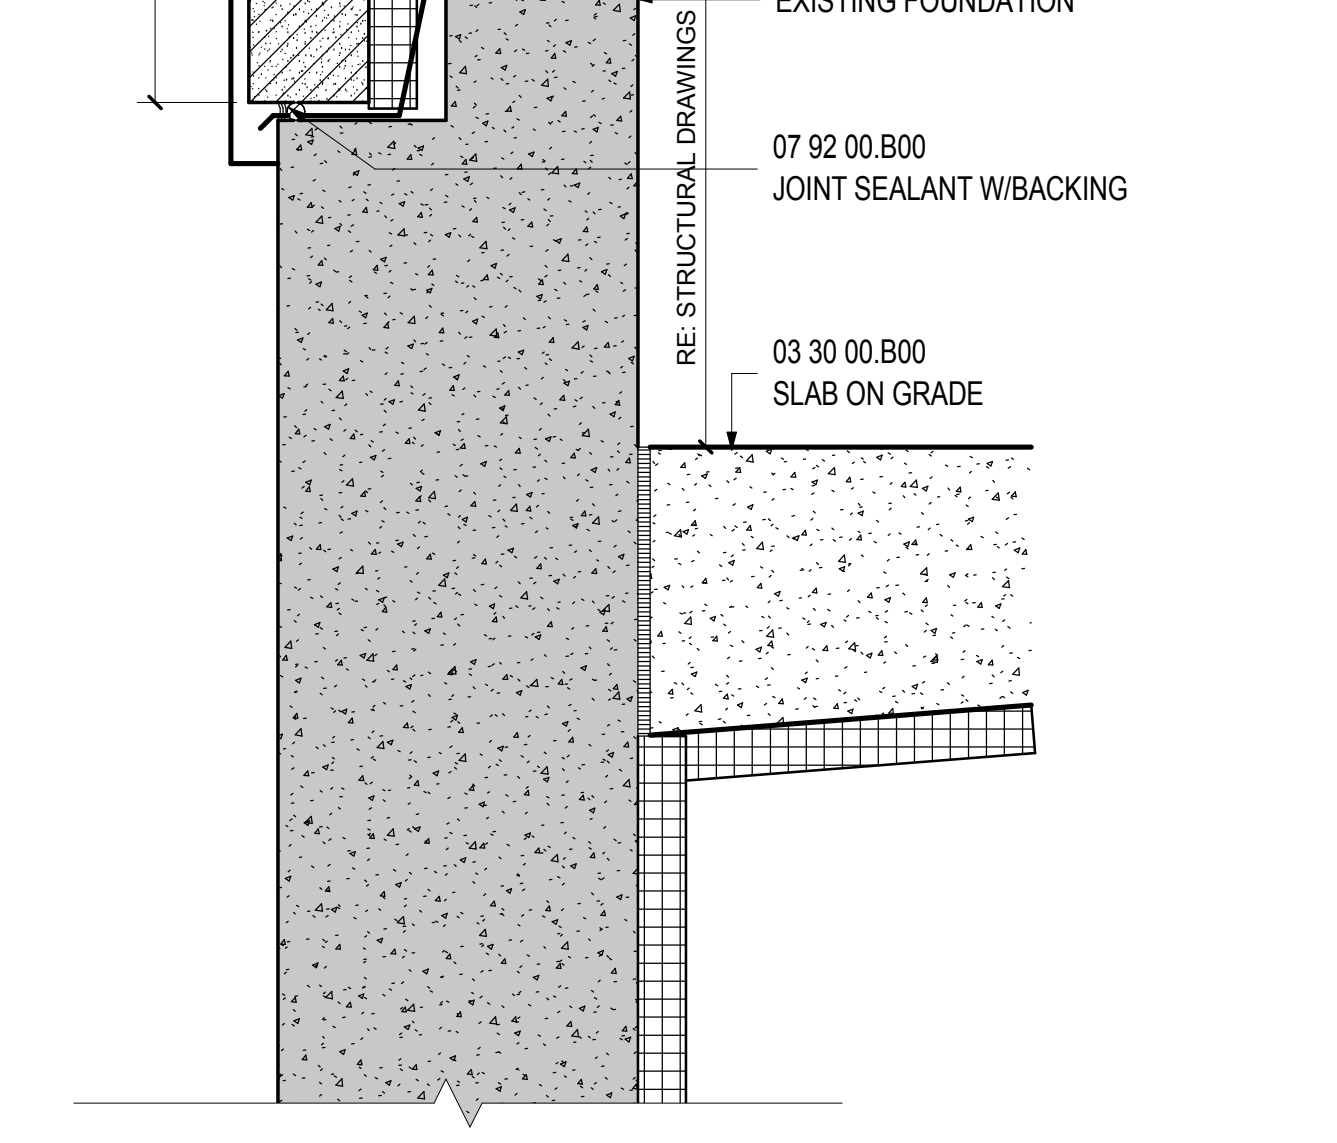 EXISTING FOUNDATION
RE: STRUCTURAL DRAWINGS
07 92 00.B00
JOINT SEALANT W/BACKING
03 30 00.B00
SLAB ON GRADE